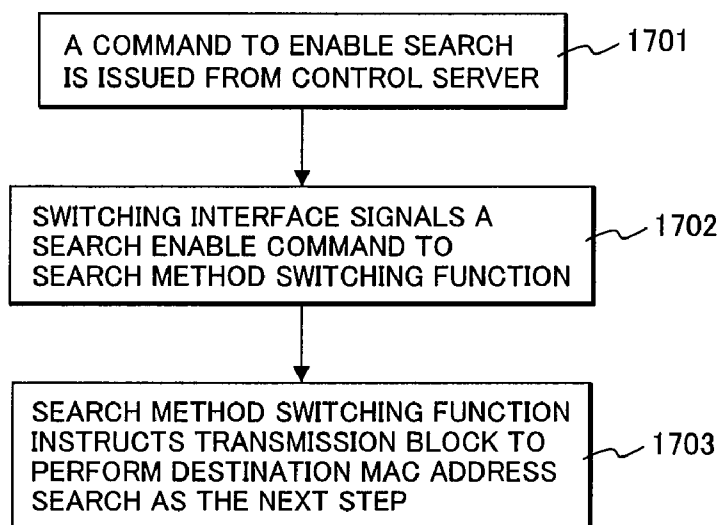 A COMMAND TO ENABLE SEARCH
IS ISSUED FROM CONTROL SERVER
1701
SWITCHING INTERFACE SIGNALS A
SEARCH ENABLE COMMAND TO
SEARCH METHOD SWITCHING FUNCTION
1702
SEARCH METHOD SWITCHING FUNCTION
INSTRUCTS TRANSMISSION BLOCK TO
PERFORM DESTINATION MAC ADDRESS
SEARCH AS THE NEXT STEP
1703